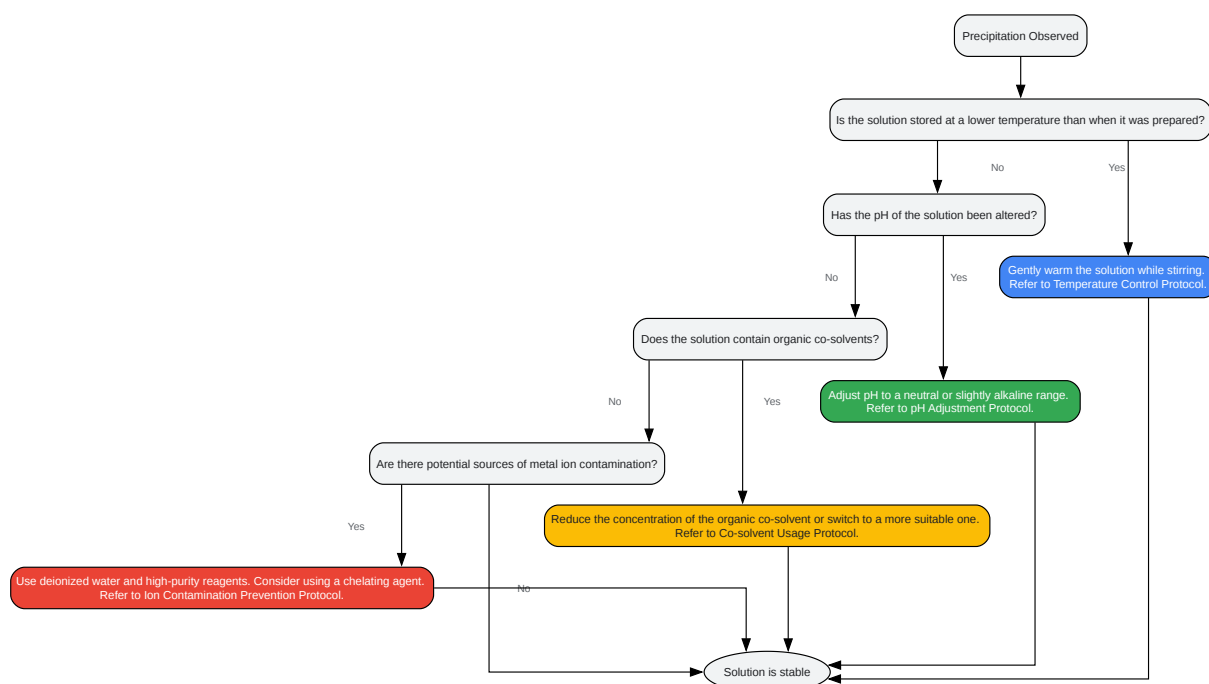 Precipitation Observed
Is the solution stored at a lower temperature than when it was prepared?
No
Yes
Has the pH of the solution been altered?
Gently warm the solution while stirring.
Refer to Temperature Control Protocol.
No
Yes
Does the solution contain organic co-solvents?
Adjust pH to a neutral or slightly alkaline range.
Refer to pH Adjustment Protocol.
No
Yes
Are there potential sources of metal ion contamination?
Reduce the concentration of the organic co-solvent or switch to a more suitable one.
Refer to Co-solvent Usage Protocol.
Yes
Use deionized water and high-purity reagents. Consider using a chelating agent.
Refer to Ion Contamination Prevention Protocol.
No
Solution is stable